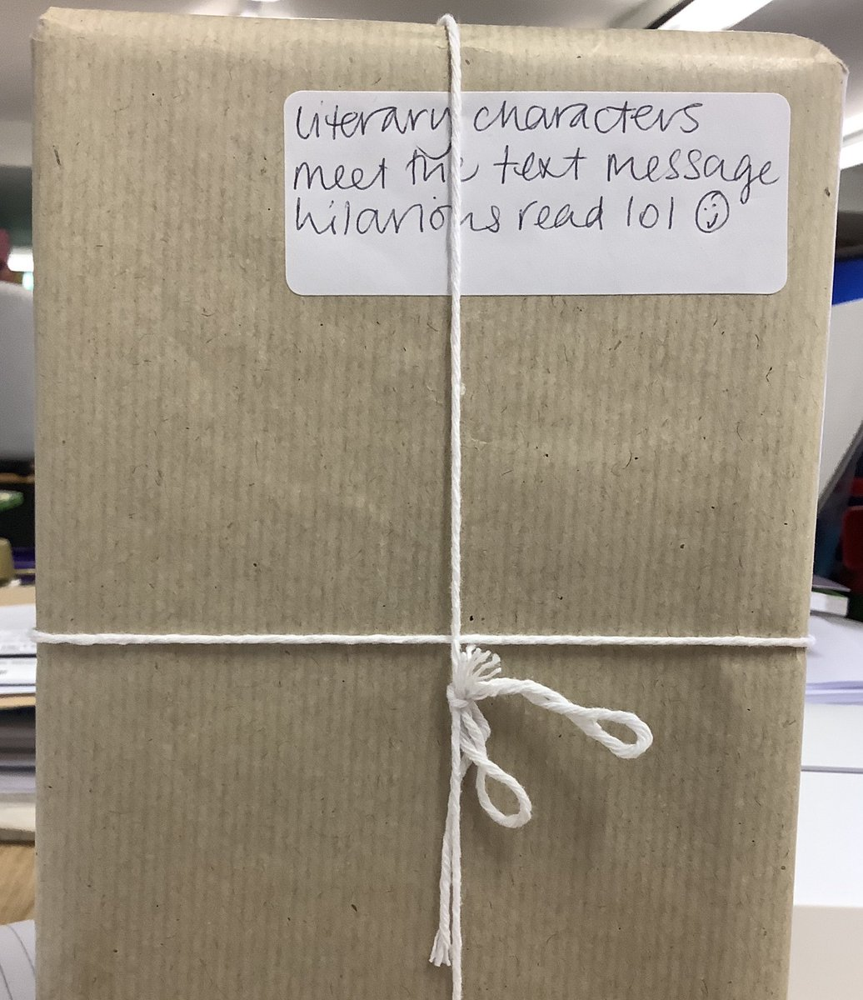 literary characters
meet the text message
hilarious read lol ☺